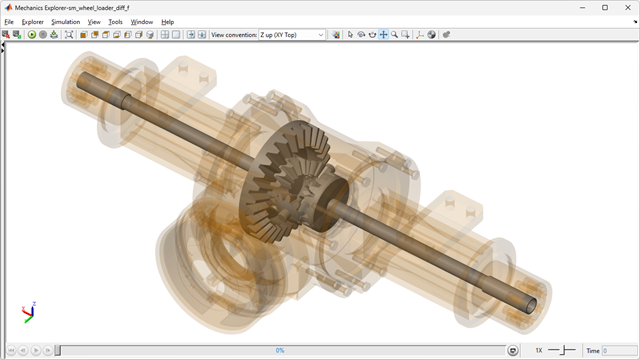 Mechanics Explorer-sm_wheel_loader_diff_f
File Explorer Simulation View Tools Window Help
View convention: Z up (XY Top)
z
x
0% 1X Time 0